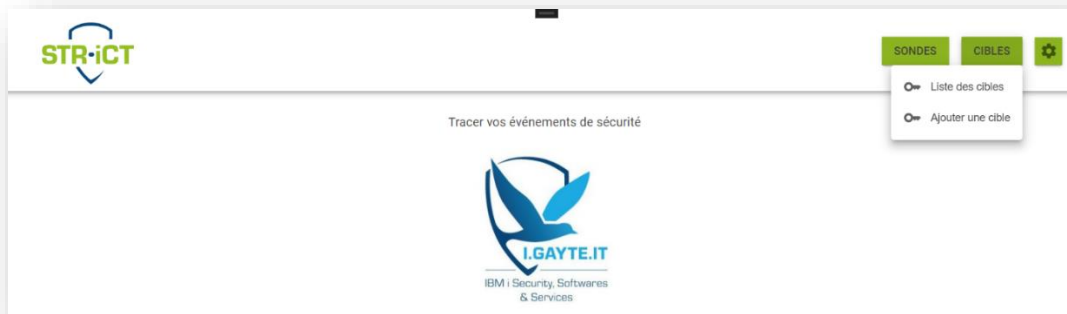 STR·iCT
SONDES
CIBLES
Liste des cibles
Ajouter une cible
Tracer vos événements de sécurité
I.GAYTE.IT
IBM i Security, Softwares
& Services